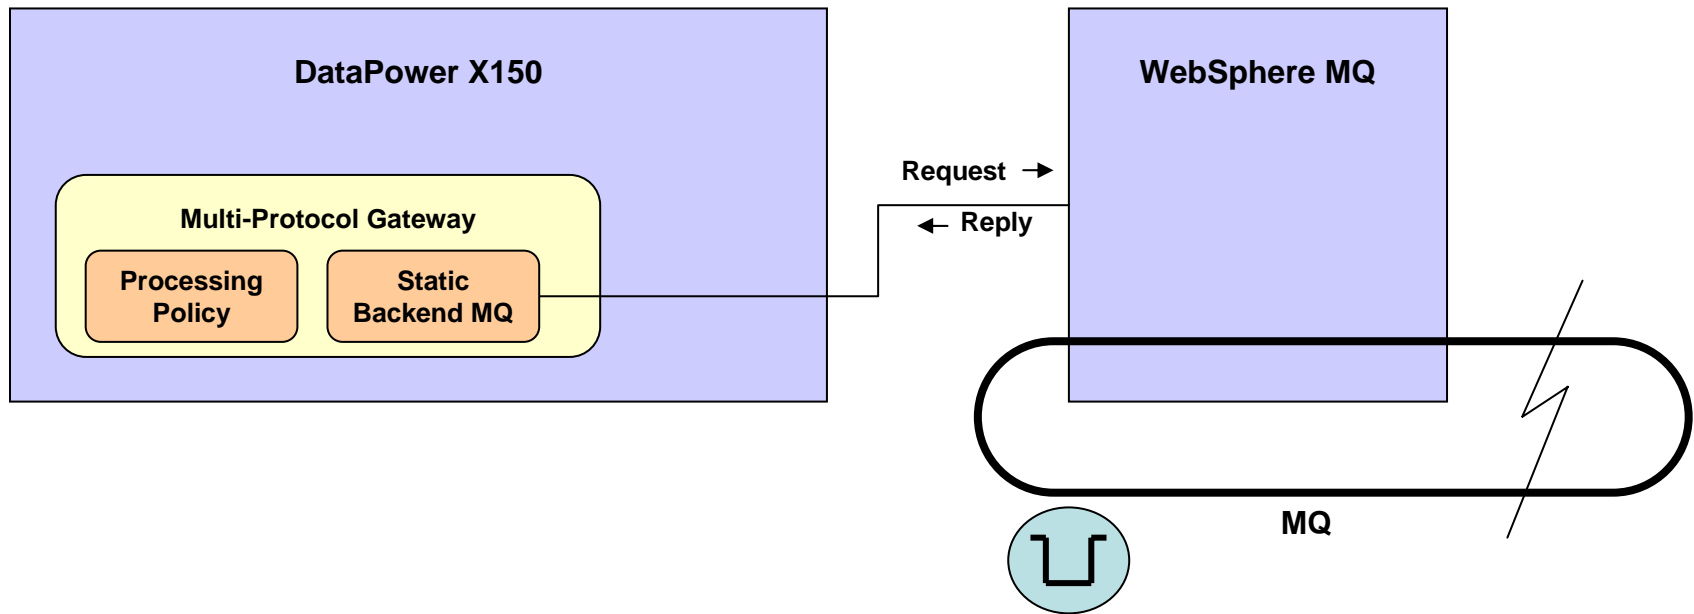 DataPower X150
WebSphere MQ
Request
Reply
Multi-Protocol Gateway
Processing
Policy
Static
Backend MQ
MQ